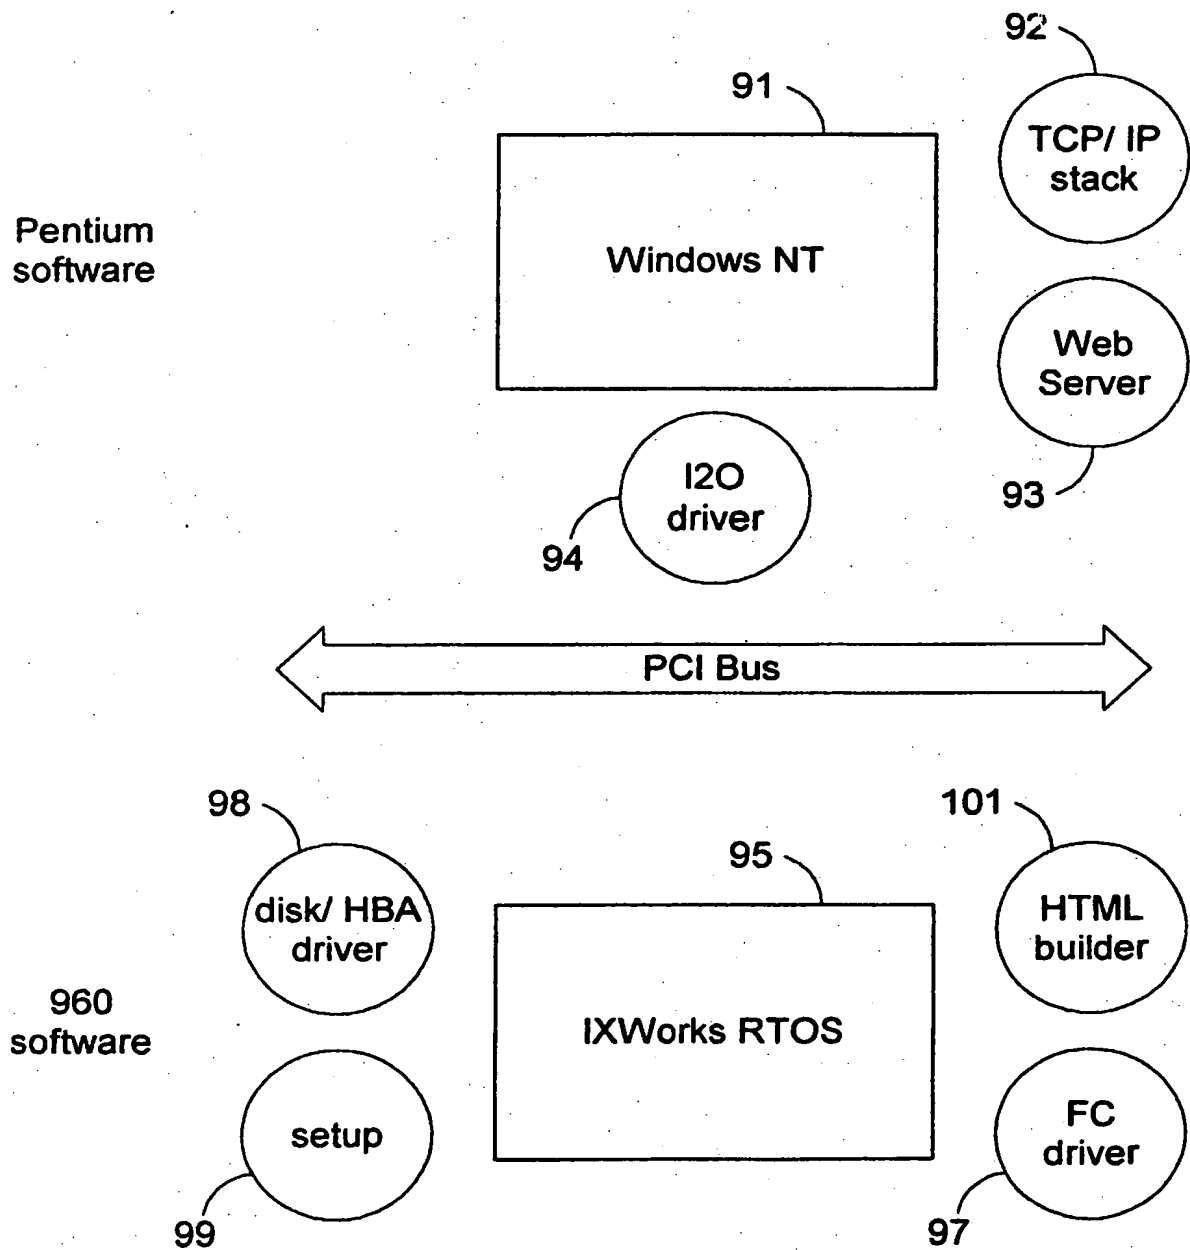 92
91
TCP/ IP
stack
Pentium
software
Windows NT
Web
Server
I2O
driver
93
94
PCI Bus
98
101
95
disk/ HBA
driver
HTML
builder
960
software
IXWorks RTOS
setup
FC
driver
99
97